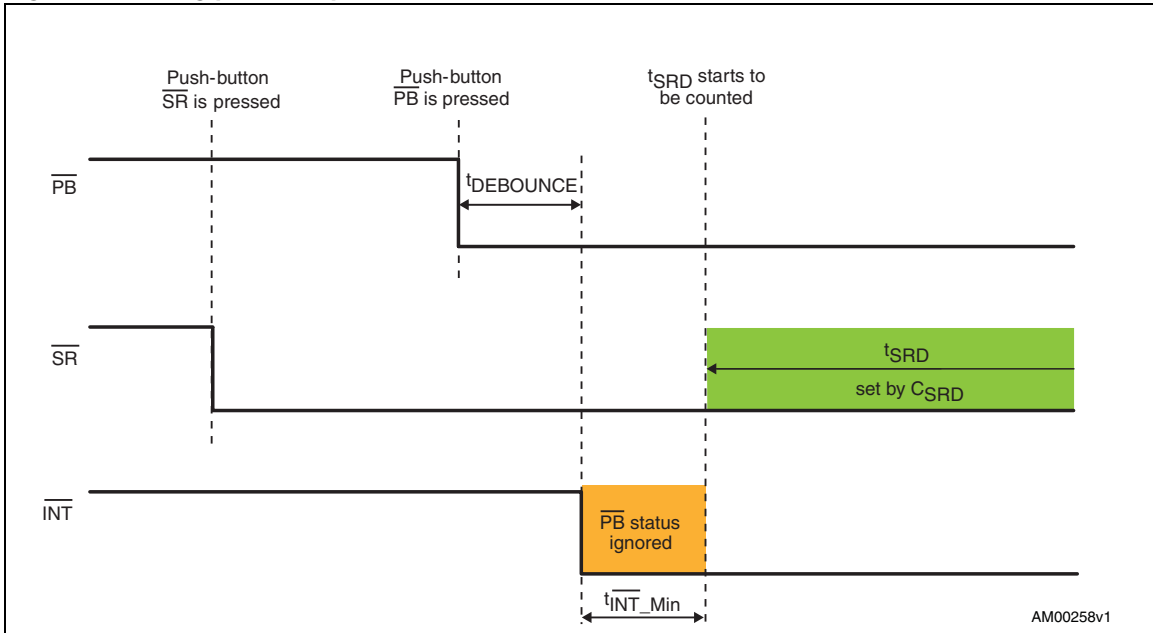 Push-button
SR is pressed
Push-button
PB is pressed
tSRD starts to
be counted
PB
tDEBOUNCE
SR
tSRD
set by CSRD
INT
PB status
ignored
tINT_Min
AM00258v1